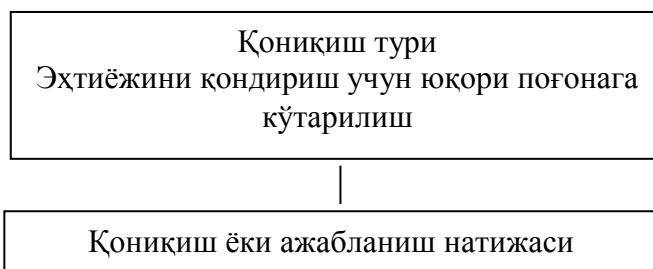 Қониқиш тури
Эҳтиёжини қондириш учун юқори поғонага
кўтарилиш
Қониқиш ёки ажабланиш натижаси